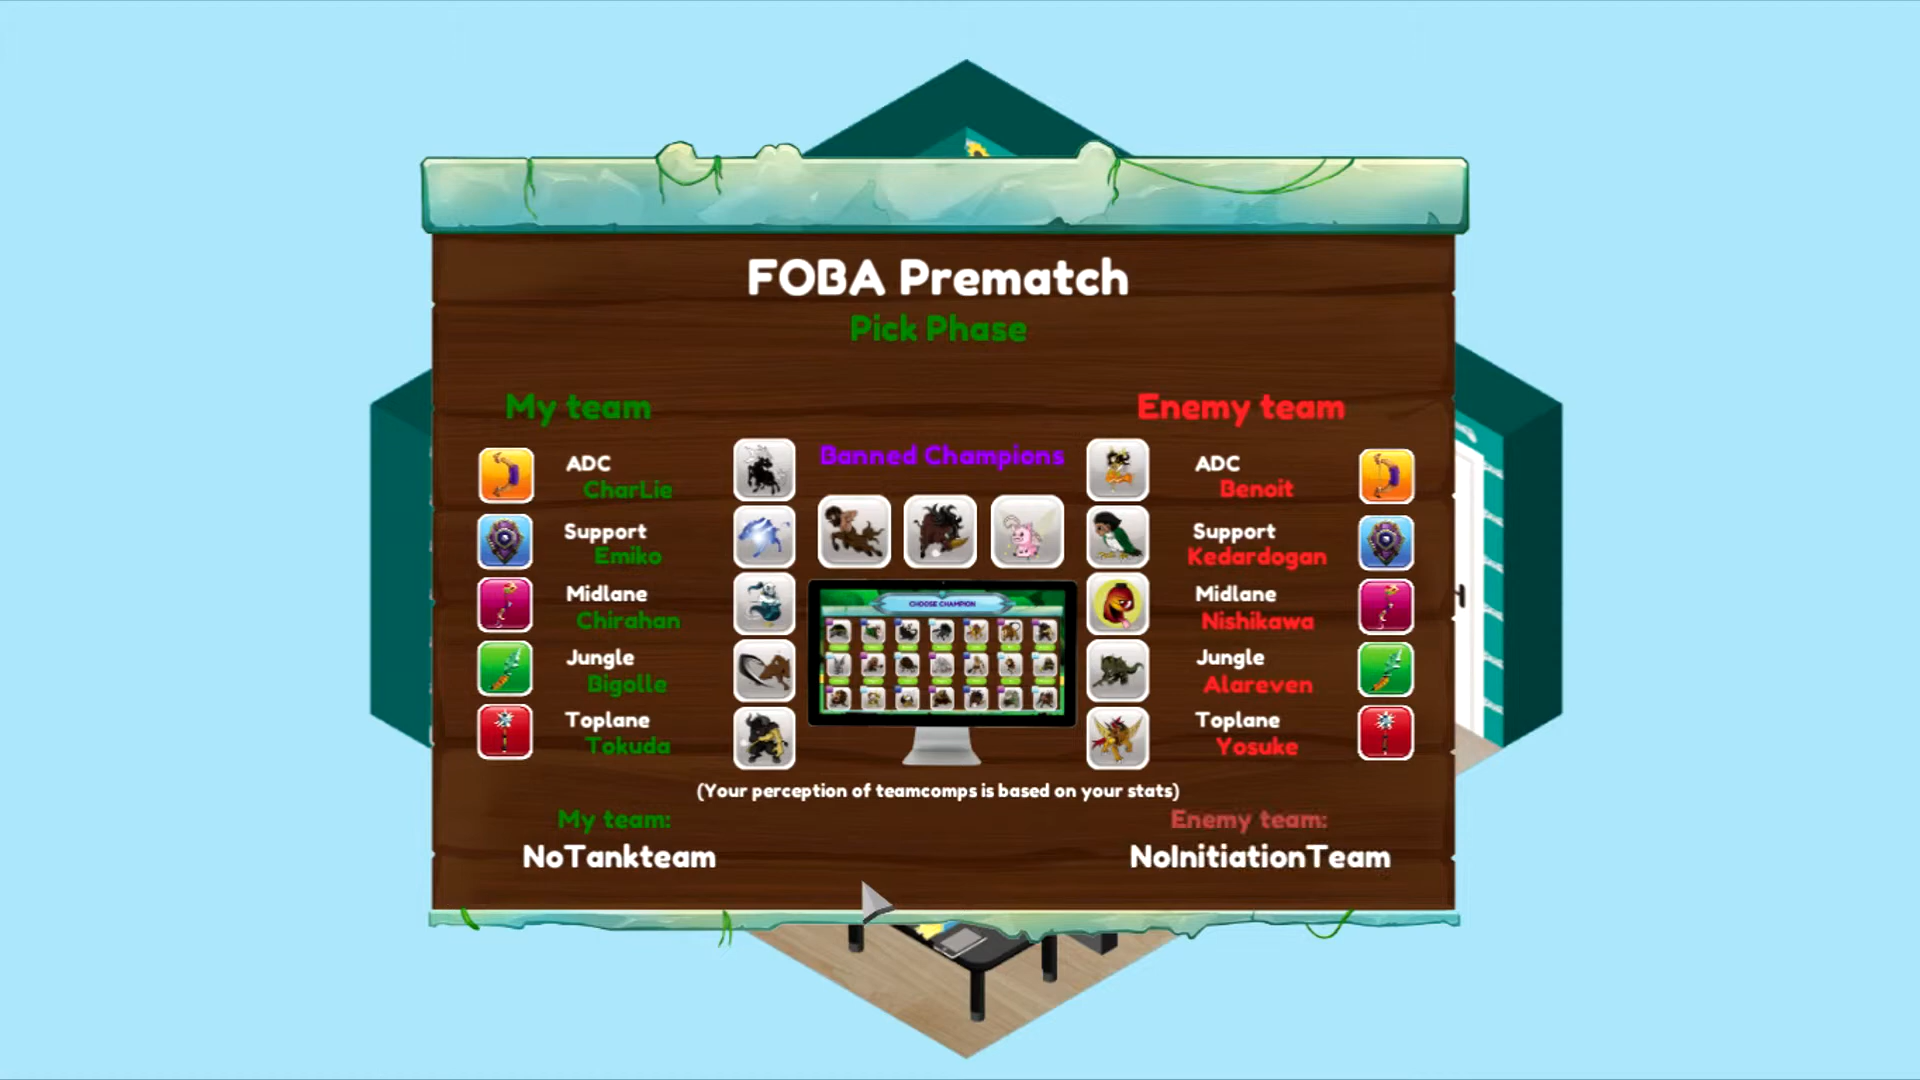 FOBA Prematch
Pick Phase
My team
Enemy team
Banned Champions
ADC
CharLie
Support
Emiko
Midlane
Chirahan
Jungle
Bigolle
Toplane
Tokuda
CHOOSE CHAMPION
ADC
Benoit
Support
Kedardogan
Midlane
Nishikawa
Jungle
Alareven
Toplane
Yosuke
(Your perception of teamcomps is based on your stats)
My team:
NoTankteam
Enemy team:
NoInitiationTeam